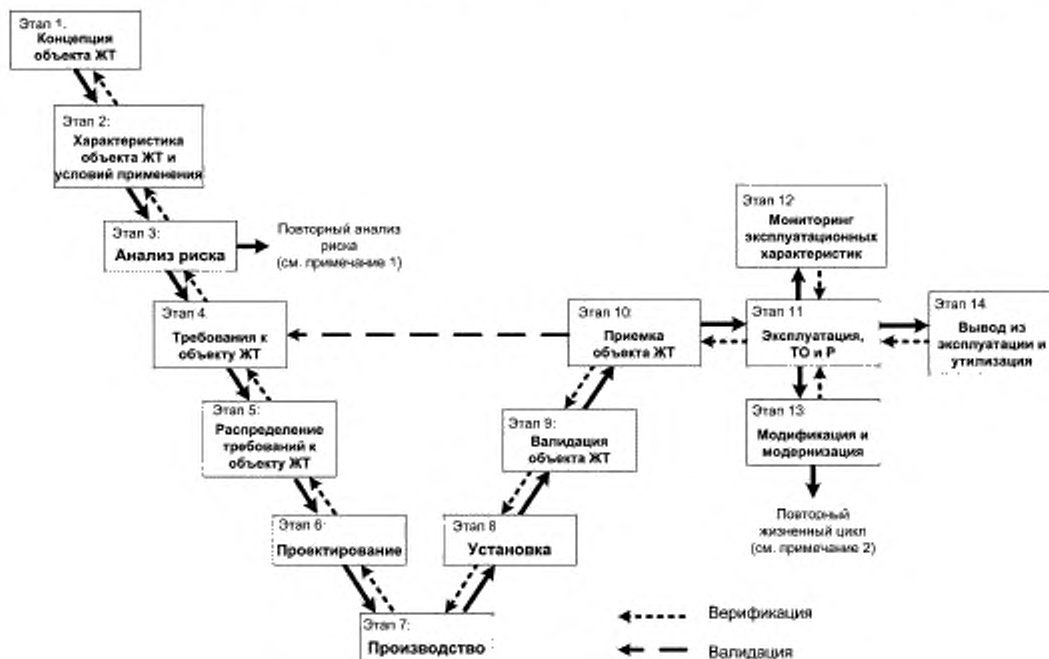 Этап 1.
Концепция
объекта ЖТ
Этап 2:
Характеристика
объекта ЖТ и
условий применения
Этап 3:
Анализ риска
Повторный анализ
риска
(см. примечание 1)
Этап 4
Требования к
объекту ЖТ
Этап 5:
Распределение
требований к
объекту ЖТ
Этап 6:
Проектирование
Этап 7:
Производство
Этап 8
Установка
Этап 9:
Валидация
объекта ЖТ
Этап 10:
Приемка
объекта ЖТ
Этап 11
Эксплуатация,
ТО и Р
Этап 12
Мониторинг
эксплуатационных
характеристик
Этап 13:
Модификация и
модернизация
Повторный
жизненный цикл
(см. примечание 2)
Этап 14:
Вывод из
эксплуатации и
утилизация
Верификация
Валидация